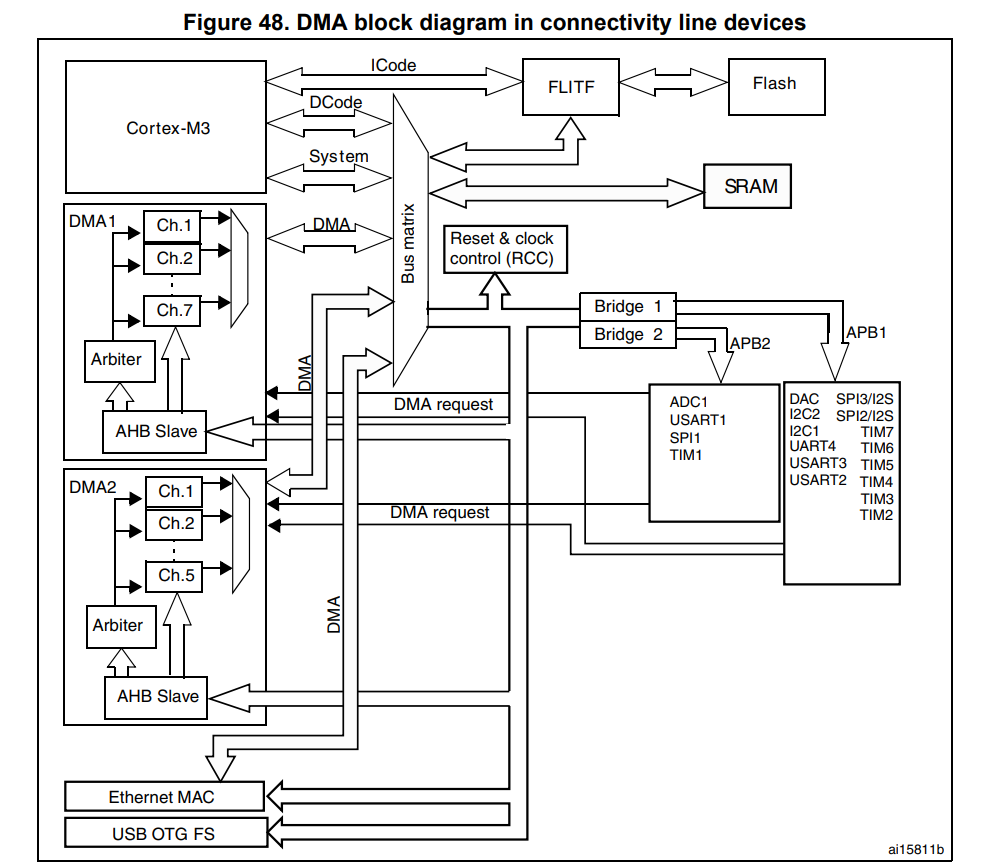 Figure 48. DMA block diagram in connectivity line devices
ICode
FLITF
Flash
Cortex-M3
DCode
System
SRAM
DMA1
Ch.1
Ch.2
Ch.7
DMA
Bus matrix
Reset & clock
control (RCC)
Bridge 1
Bridge 2
APB2
APB1
Arbiter
AHB Slave
DMA
DMA request
ADC1
USART1
SPI1
TIM1
DAC
I2C2
I2C1
UART4
USART3
USART2
SPI3/I2S
SPI2/I2S
TIM7
TIM6
TIM5
TIM4
TIM3
TIM2
DMA2
Ch.1
Ch.2
Ch.5
DMA request
Arbiter
AHB Slave
DMA
Ethernet MAC
USB OTG FS
ai15811b